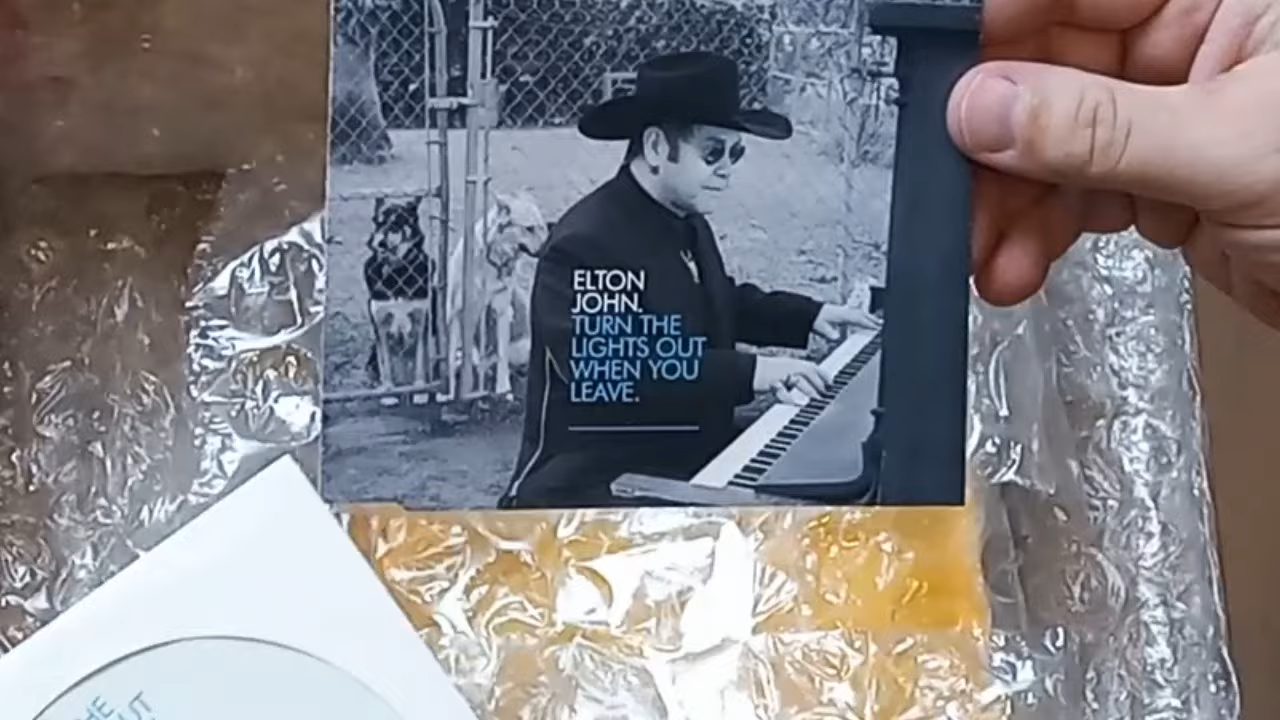 ELTON
JOHN.
TURN THE
LIGHTS OUT
WHEN YOU
LEAVE.